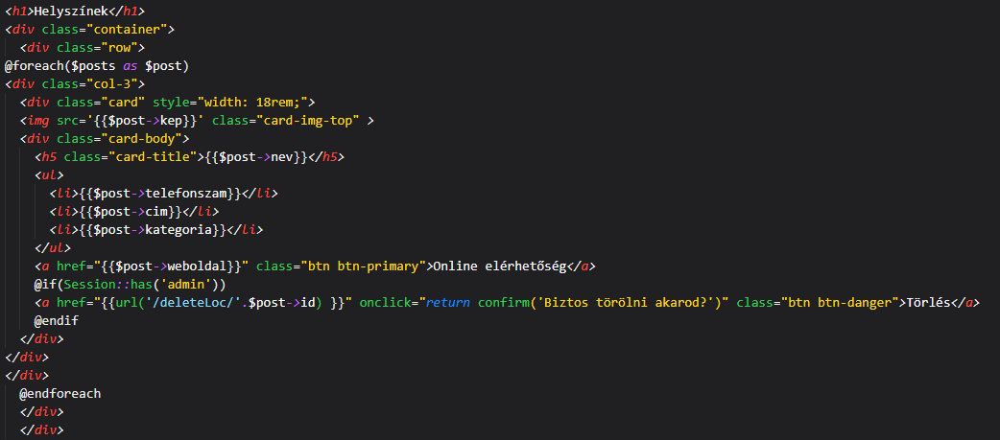 <h1>Helyszínek</h1>
<div class="container">
  <div class="row">
@foreach($posts as $post)
<div class="col-3">
  <div class="card" style="width: 18rem;">
  <img src='{{$post->kep}}' class="card-img-top" >
  <div class="card-body">
    <h5 class="card-title">{{$post->nev}}</h5>
    <ul>
      <li>{{$post->telefonszam}}</li>
      <li>{{$post->cim}}</li>
      <li>{{$post->kategoria}}</li>
    </ul>
    <a href="{{$post->weboldal}}" class="btn btn-primary">Online elérhetőség</a>
    @if(Session::has('admin'))
    <a href="{{url('/deleteLoc/'.$post->id) }}" onclick="return confirm('Biztos törölni akarod?')" class="btn btn-danger">Törlés</a>
    @endif
  </div>
</div>
</div>
  @endforeach
  </div>
  </div>